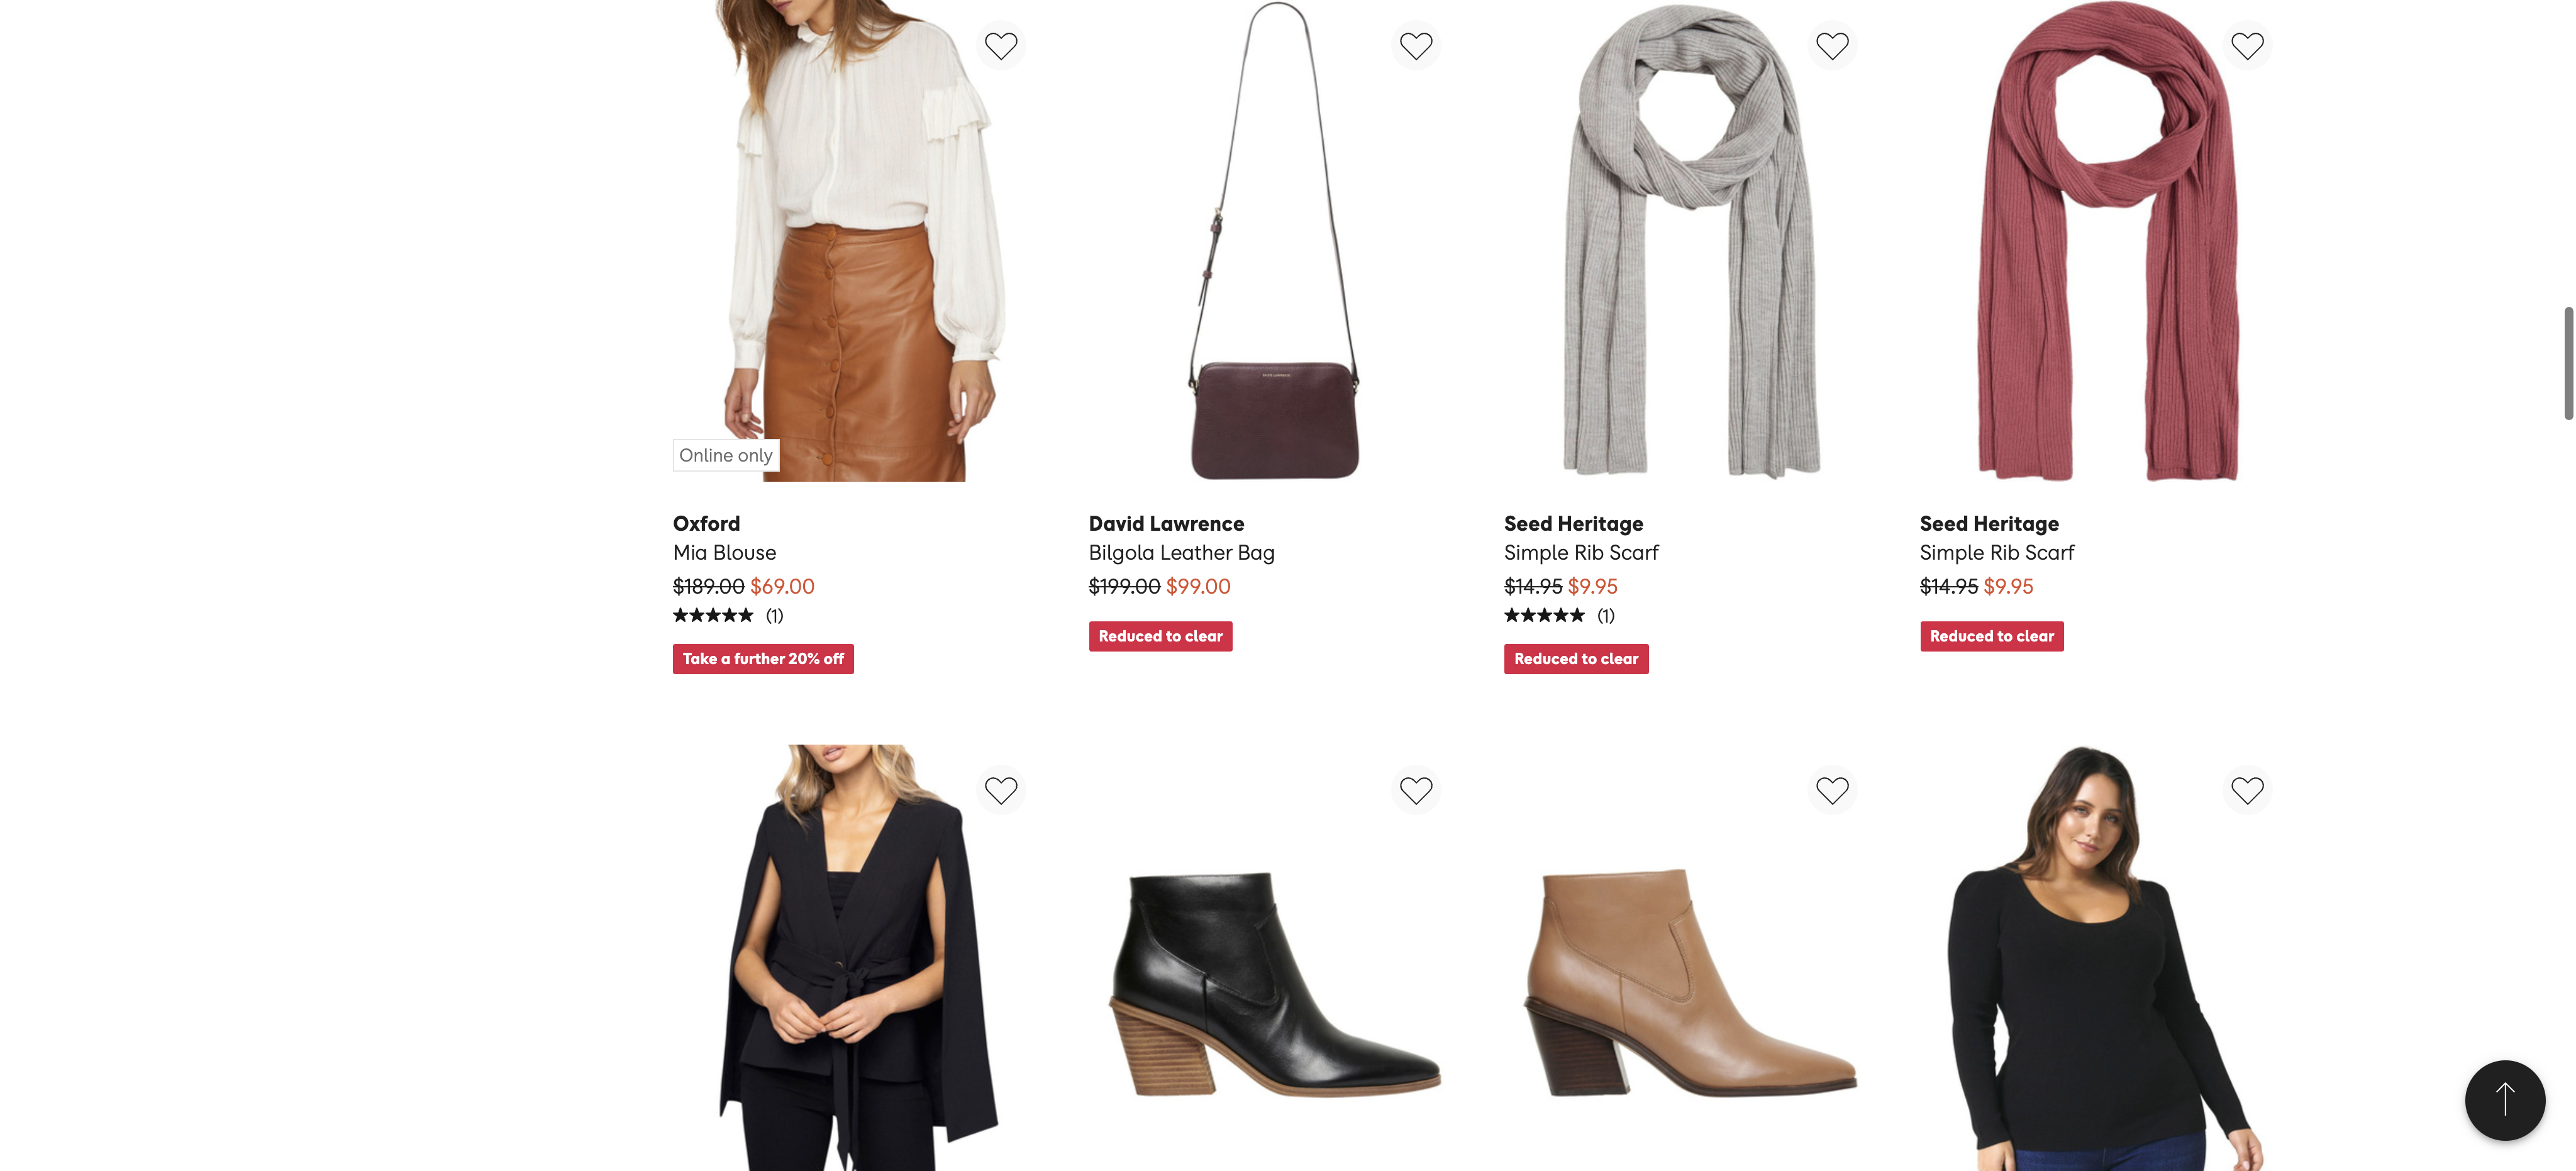 Online only
Oxford
Mia Blouse
$189.00 $69.00
(1)
Take a further 20% off
David Lawrence
Bilgola Leather Bag
$199.00 $99.00
Reduced to clear
Seed Heritage
Simple Rib Scarf
$14.95 $9.95
(1)
Reduced to clear
Seed Heritage
Simple Rib Scarf
$14.95 $9.95
Reduced to clear